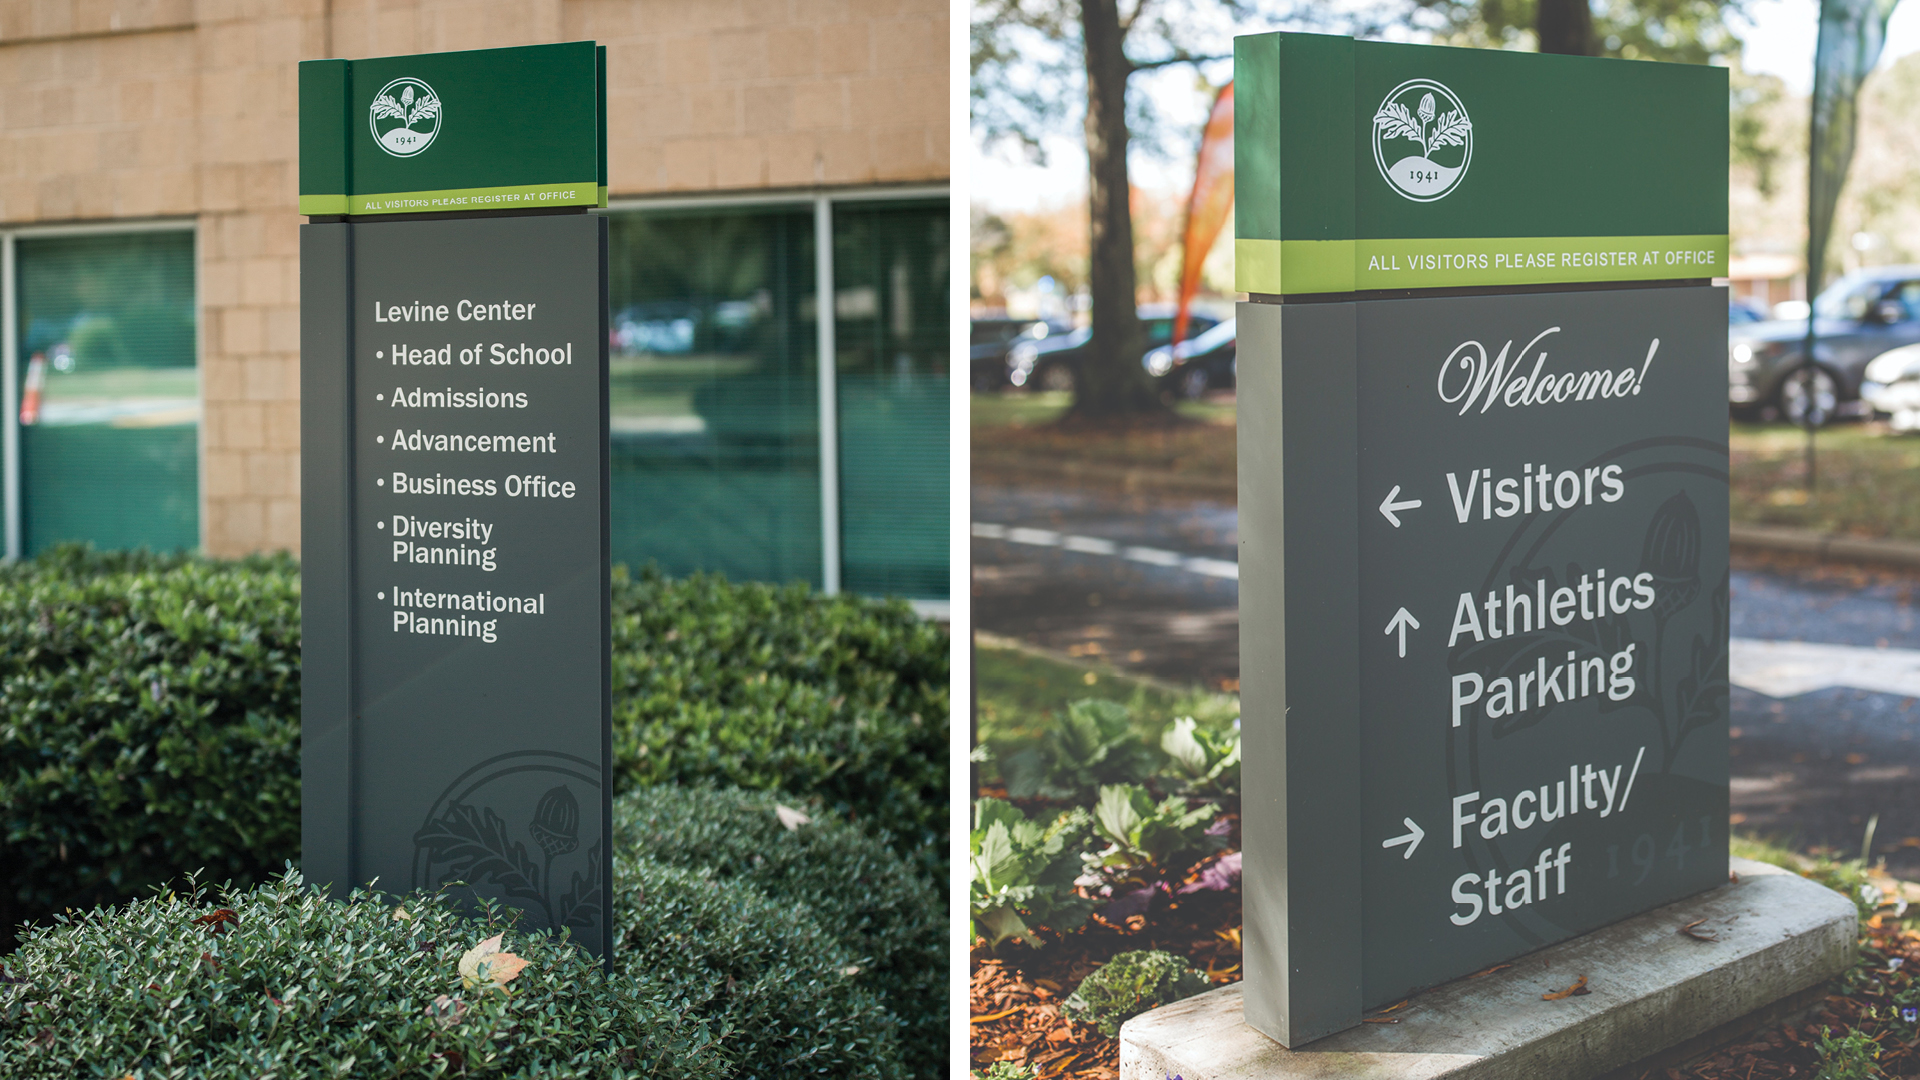 1941
ALL VISITORS PLEASE REGISTER AT OFFICE
Levine Center
• Head of School
• Admissions
• Advancement
• Business Office
• Diversity
Planning
• International
Planning
1941
ALL VISITORS PLEASE REGISTER AT OFFICE
Welcome!
← Visitors
↑ Athletics
Parking
→ Faculty/
Staff
1941